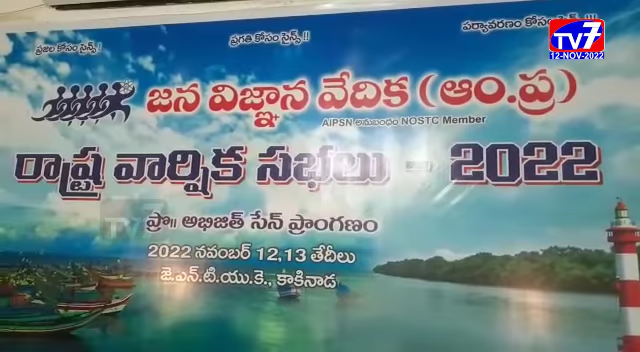 ప్రజల కోసం సైన్స్ !
ప్రగతి కోసం సైన్స్ !!
పర్యావరణం కోసం సైన్స్ !!!
TV7
12-NOV-2022
జన విజ్ఞాన వేదిక (ఆం.ప్ర)
AIPSN అనుబంధం NOSTC Member
రాష్ట్ర వార్షిక సభలు - 2022
TV7
ప్రొ॥ అభిజిత్ సేన్ ప్రాంగణం
2022 నవంబర్ 12,13 తేదీలు
జె.ఎన్.టి.యు.కె., కాకినాడ